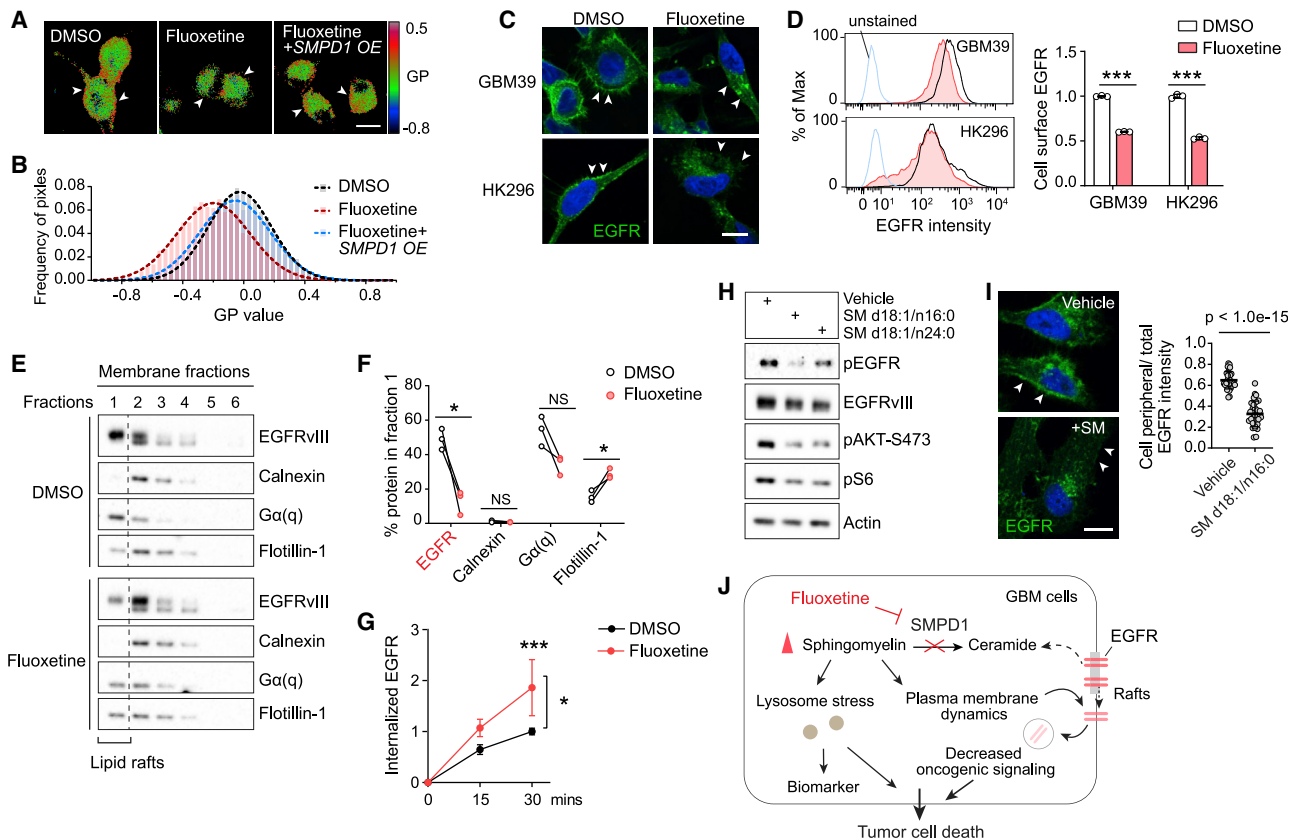 A
DMSO
Fluoxetine
Fluoxetine
+SMPD1 OE
0.5
GP
-0.8
B
Frequency of pixles
0.08
0.06
0.04
0.02
0.00
-0.8
-0.4
0.0
0.4
0.8
GP value
DMSO
Fluoxetine
Fluoxetine+
SMPD1 OE
C
DMSO
Fluoxetine
GBM39
HK296
EGFR
D
unstained
GBM39
HK296
% of Max
0
10¹
10² 10³ 10⁴
EGFR intensity
DMSO
Fluoxetine
Cell surface EGFR
1.5
1.0
0.5
0
***
***
GBM39
HK296
E
Membrane fractions
Fractions 1 2 3 4 5 6
DMSO
EGFRvIII
Calnexin
Gα(q)
Flotillin-1
Fluoxetine
EGFRvIII
Calnexin
Gα(q)
Flotillin-1
Lipid rafts
F
DMSO
Fluoxetine
% protein in fraction 1
100
80
60
40
20
0
*
NS
NS
*
EGFR
Calnexin
Gα(q)
Flotillin-1
G
DMSO
Fluoxetine
Internalized EGFR
3
2
1
0
***
*
0
15
30
mins
H
+ Vehicle
+ SM d18:1/n16:0
+ SM d18:1/n24:0
pEGFR
EGFRvIII
pAKT-S473
pS6
Actin
I
Vehicle
+SM
EGFR
p < 1.0e-15
Cell peripheral/ total
EGFR intensity
1.0
0.8
0.6
0.4
0.2
0
Vehicle
SM d18:1/n16:0
J
GBM cells
Fluoxetine
SMPD1
Sphingomyelin
Ceramide
EGFR
Rafts
Lysosome stress
Plasma membrane
dynamics
Decreased
oncogenic signaling
Biomarker
Tumor cell death